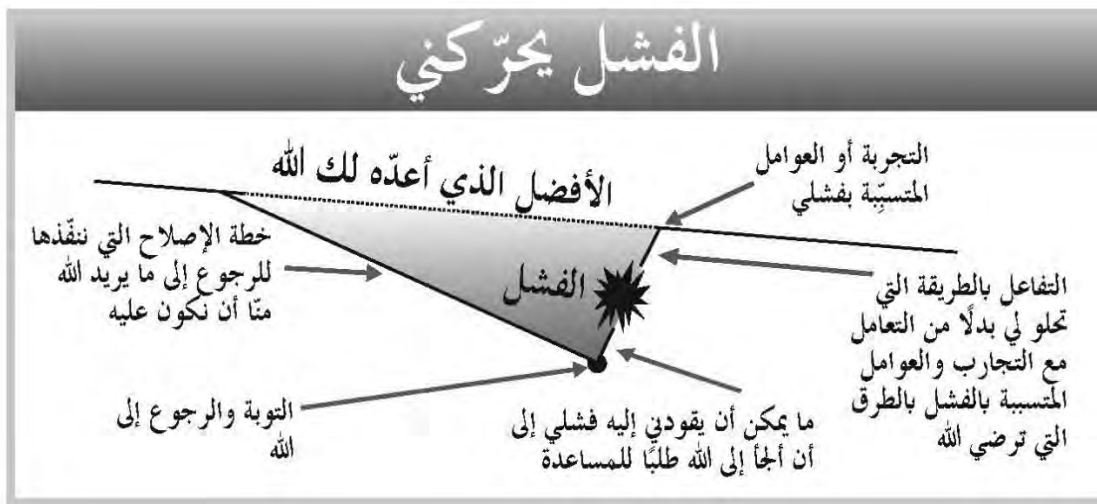 الفشل يحرّكني
الأفضل الذي أعدّه لك الله
التجربة أو العوامل
المتسبِّبة بفشلي
التفاعل بالطريقة التي
تحلو لي بدلًا من التعامل
مع التجارب والعوامل
المتسببة بالفشل بالطرق
التي ترضي الله
الفشل
ما يمكن أن يقودني إليه فشلي إلى
أن ألجأ إلى الله طلبًا للمساعدة
التوبة والرجوع إلى
الله
خطة الإصلاح التي ننفّذها
للرجوع إلى ما يريد الله
منّا أن نكون عليه